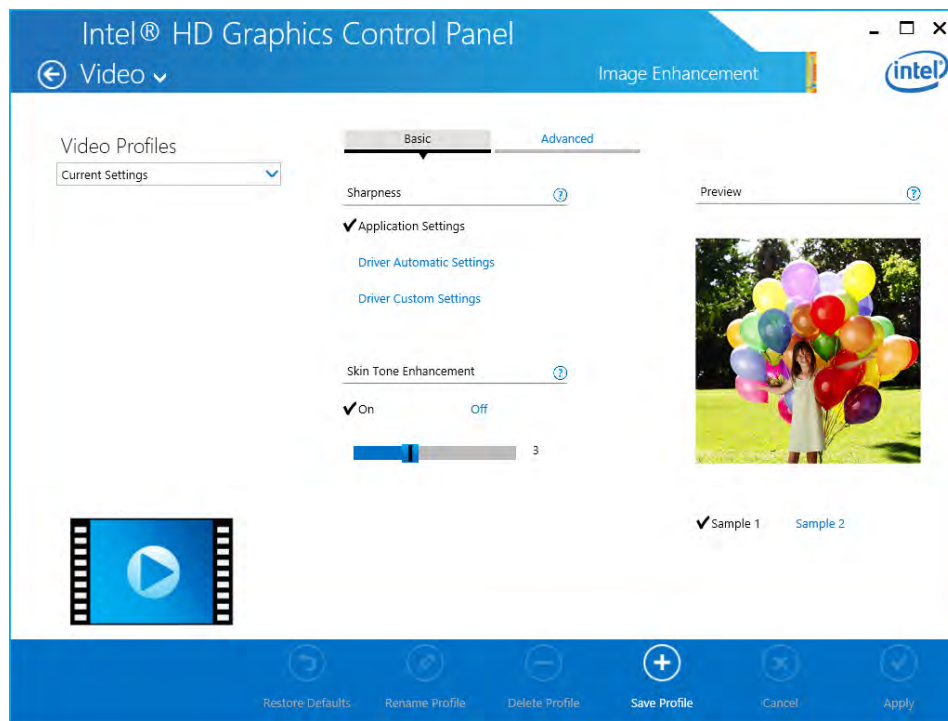 Intel® HD Graphics Control Panel
Video
Image Enhancement
intel
Video Profiles
Current Settings
Basic
Advanced
Sharpness
?
Application Settings
Driver Automatic Settings
Driver Custom Settings
Skin Tone Enhancement
?
On
Off
3
Preview
?
Sample 1
Sample 2
Restore Defaults
Rename Profile
Delete Profile
Save Profile
Cancel
Apply